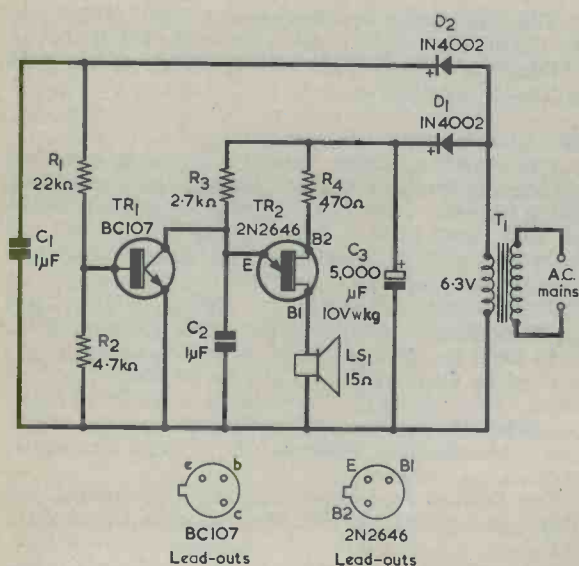 D2
1N4002
D1
1N4002
R1
22kΩ
TR1
BC107
R3
2.7kΩ
TR2
2N2646
R4
470Ω
B2
E
B1
C1
1µF
C3
5,000
µF
10Vwkg
T1
6·3V
A.C.
mains
R2
4.7kΩ
C2
1µF
LS1
15Ω
e
b
c
BC107
Lead-outs
E
B1
B2
2N2646
Lead-outs